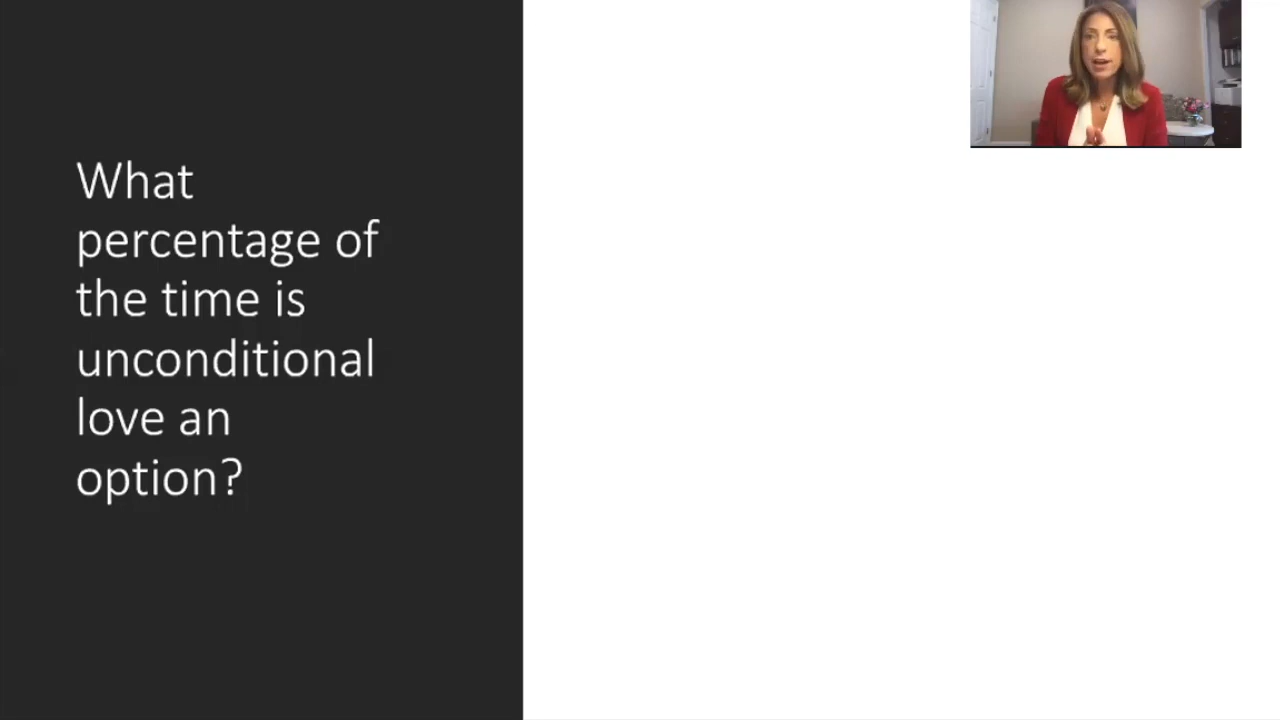 What
percentage of
the time is
unconditional
love an
option?